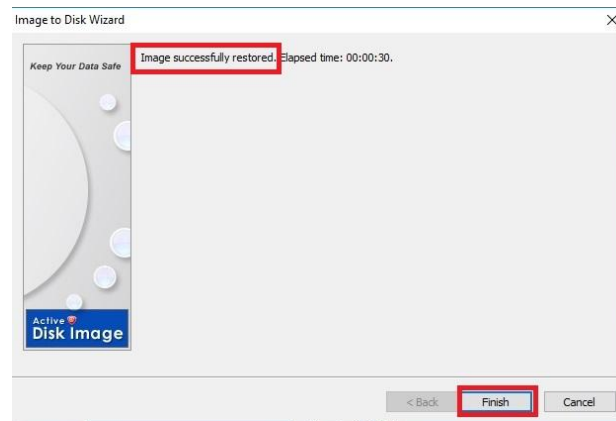 Image to Disk Wizard
Keep Your Data Safe
Image successfully restored. Elapsed time: 00:00:30.
Active
Disk Image
< Back
Finish
Cancel